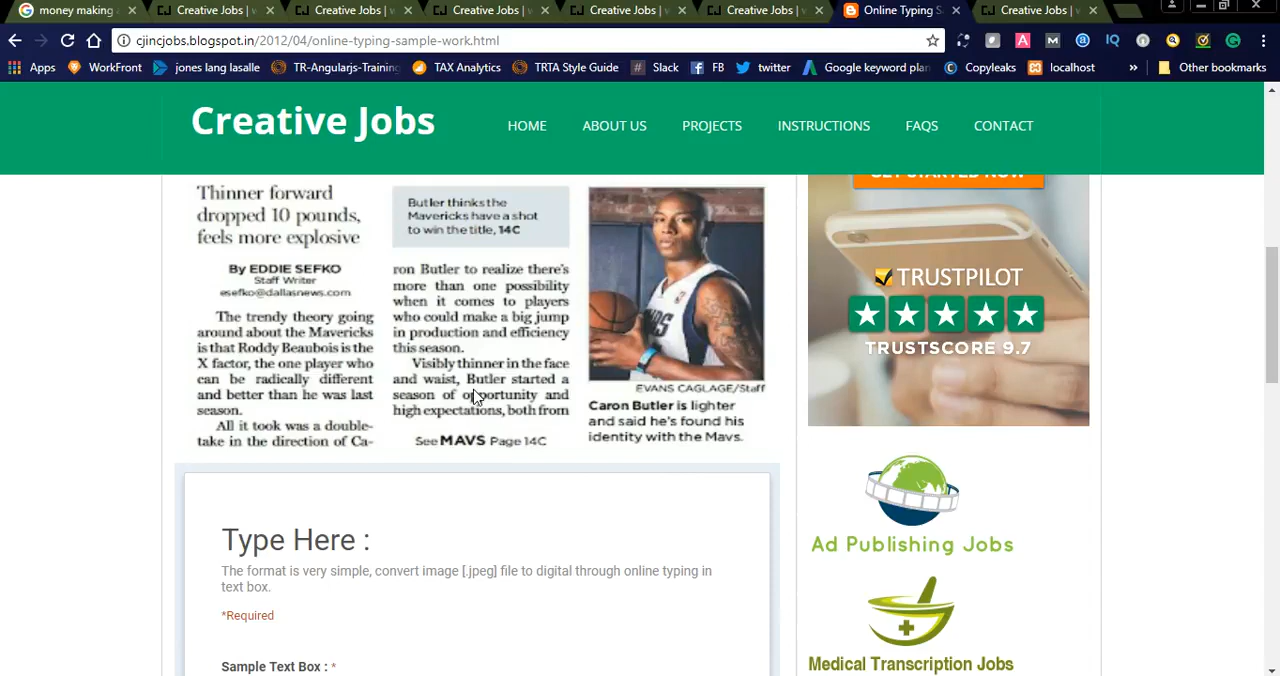 money making
Creative Jobs | w
Creative Jobs | w
Creative Jobs | w
Creative Jobs | w
Creative Jobs | w
Online Typing S
Creative Jobs | w
cjincjobs.blogspot.in/2012/04/online-typing-sample-work.html
Apps
WorkFront
jones lang lasalle
TR-Angularjs-Training
TAX Analytics
TRTA Style Guide
Slack
FB
twitter
Google keyword plan
Copyleaks
localhost
»
Other bookmarks
Creative Jobs
HOME
ABOUT US
PROJECTS
INSTRUCTIONS
FAQS
CONTACT
Thinner forward
dropped 10 pounds,
feels more explosive
By EDDIE SEFKO
Staff Writer
esefko@dallasnews.com
The trendy theory going
around about the Mavericks
is that Roddy Beaubois is the
X factor, the one player who
can be radically different
and better than he was last
season.
All it took was a double-
take in the direction of Ca-
Butler thinks the
Mavericks have a shot
to win the title, 14C
ron Butler to realize there's
more than one possibility
when it comes to players
who could make a big jump
in production and efficiency
this season.
Visibly thinner in the face
and waist, Butler started a
season of opportunity and
high expectations, both from
See MAVS Page 14C
EVANS CAGLAGE/Staff
Caron Butler is lighter
and said he's found his
identity with the Mavs.
GET STARTED NOW
TRUSTPILOT
TRUSTSCORE 9.7
Ad Publishing Jobs
Medical Transcription Jobs
Type Here :
The format is very simple, convert image [.jpeg] file to digital through online typing in
text box.
*Required
Sample Text Box : *